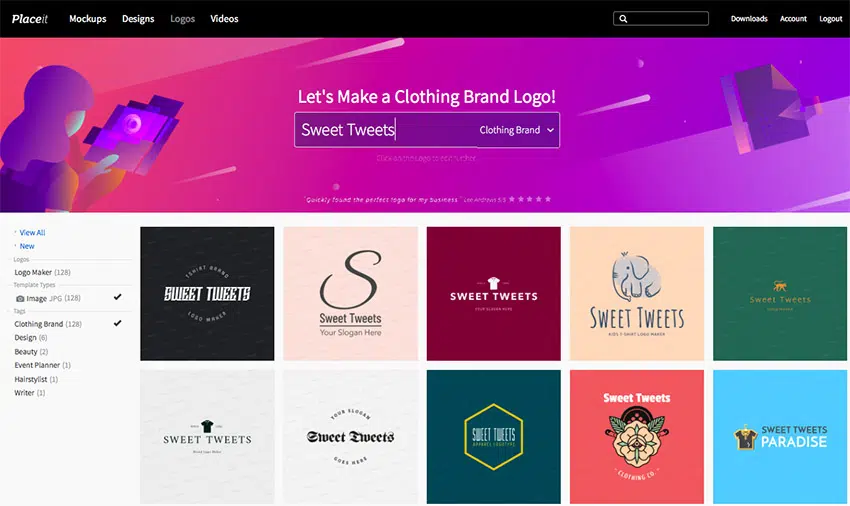 Placeit
Mockups Designs Logos Videos
Downloads Account Logout
Let's Make a Clothing Brand Logo!
Sweet Tweets
Clothing Brand
Click on the Logo to edit further
"Quickly found the perfect logo for my business" Lee Andrews 5/5
View All
New
Logos
Logo Maker (128)
Template Types
Image JPG (128)
Tags
Clothing Brand (128)
Design (6)
Beauty (2)
Event Planner (1)
Hairstylist (1)
Writer (1)
TSHIRT BRAND
SWEET TWEETS
LOGO MAKER
S
Sweet Tweets
Your Slogan Here
SWEET TWEETS
YOUR SLOGAN HERE
SWEET TWEETS
KIDS T-SHIRT LOGO MAKER
Sweet Tweets
SWEET TWEETS
YOUR SLOGAN
Sweet Tweets
GOES HERE
SWEET TWEETS
Sweet Tweets
CLOTHING CO.
SWEET TWEETS
PARADISE